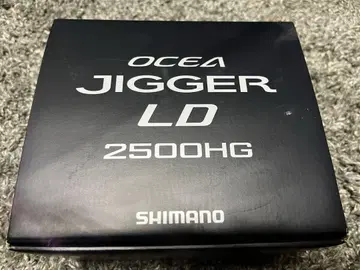 OCEA
JIGGER
LD
2500HG
SHIMANO